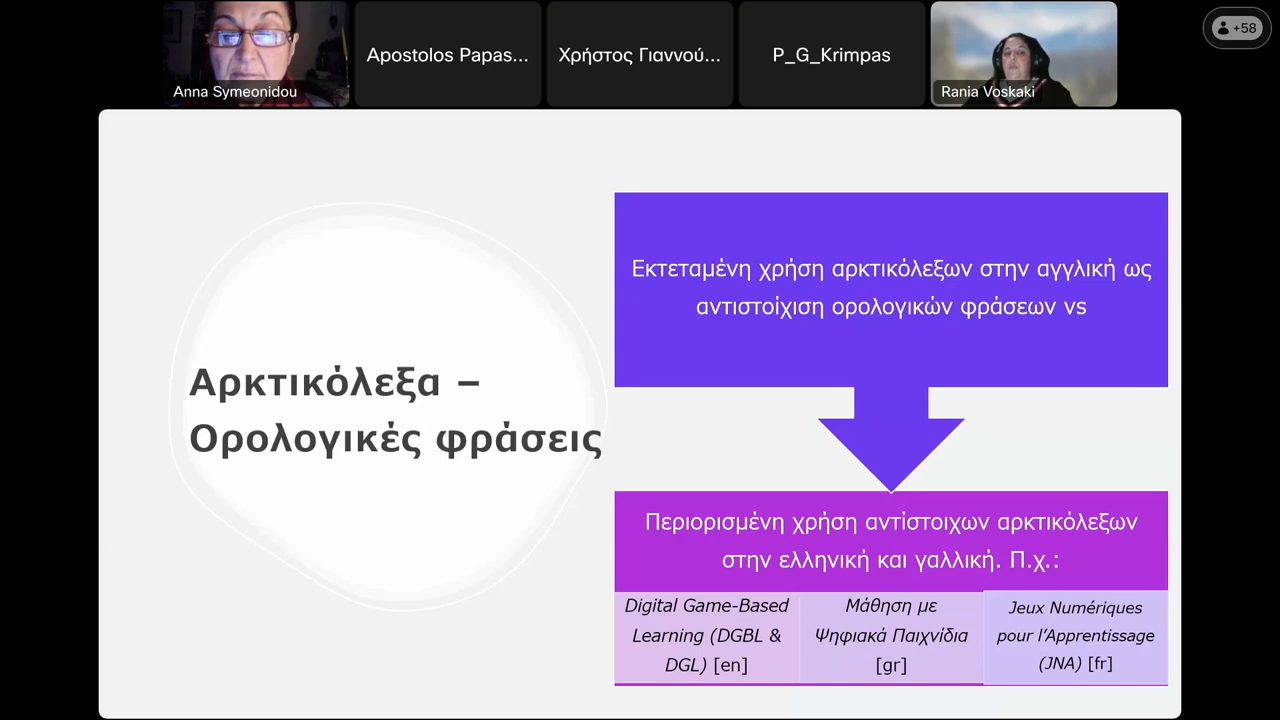 Anna Symeonidou
Apostolos Papas...
Χρήστος Γιαννού...
P_G_Krimpas
Rania Voskaki
+58
Αρκτικόλεξα –
Ορολογικές φράσεις
Εκτεταμένη χρήση αρκτικόλεξων στην αγγλική ως
αντιστοίχιση ορολογικών φράσεων vs
Περιορισμένη χρήση αντίστοιχων αρκτικόλεξων
στην ελληνική και γαλλική. Π.χ.:
Digital Game-Based
Learning (DGBL &
DGL) [en]
Μάθηση με
Ψηφιακά Παιχνίδια
[gr]
Jeux Numériques
pour l’Apprentissage
(JNA) [fr]